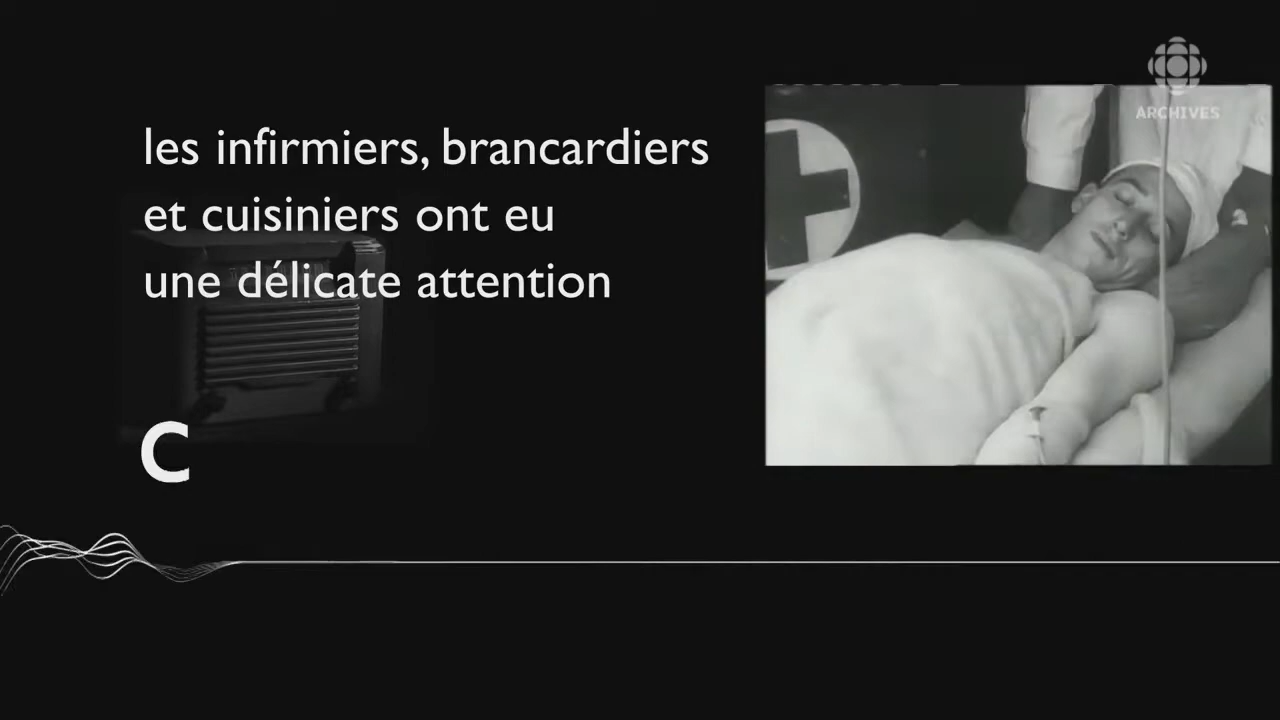 les infirmiers, brancardiers
et cuisiniers ont eu
une délicate attention
C
ARCHIVES